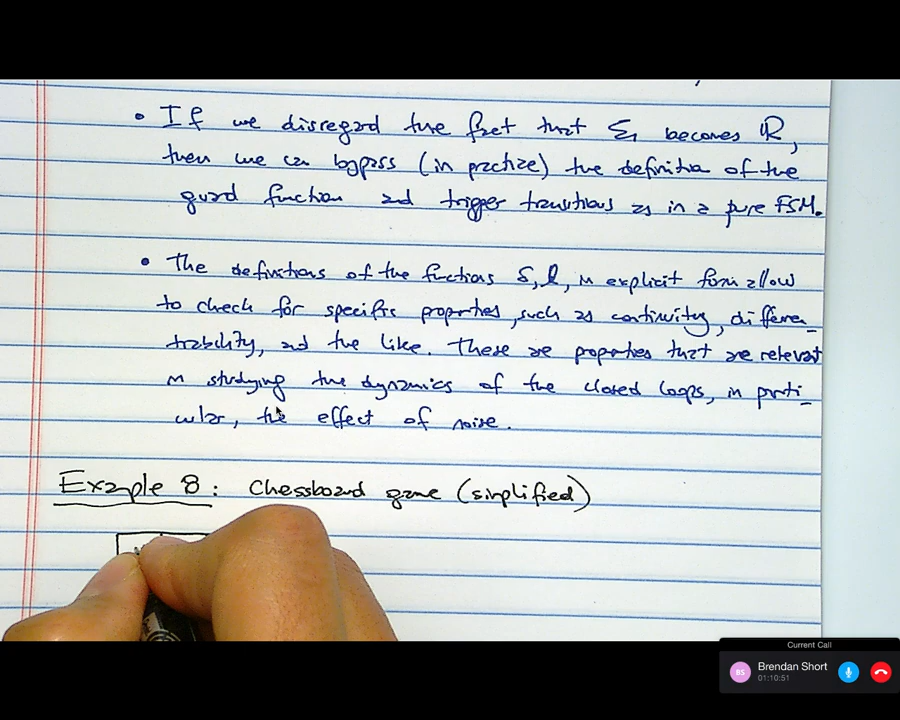 • If we disregard the fact that Σ becomes ℝ,
then we can bypass (in practize) the definition of the
guard function and trigger transitions as in a pure FSM.
• The definitions of the functions δ, l, in explicit form allow
to check for specific properties, such as continuity, differen-
tiability, and the like. These are properties that are relevant
in studying the dynamics of the closed loops, in parti-
cular, the effect of noise.
Example 8: Chessboard game (simplified)
Current Call
BS
Brendan Short
01:10:51